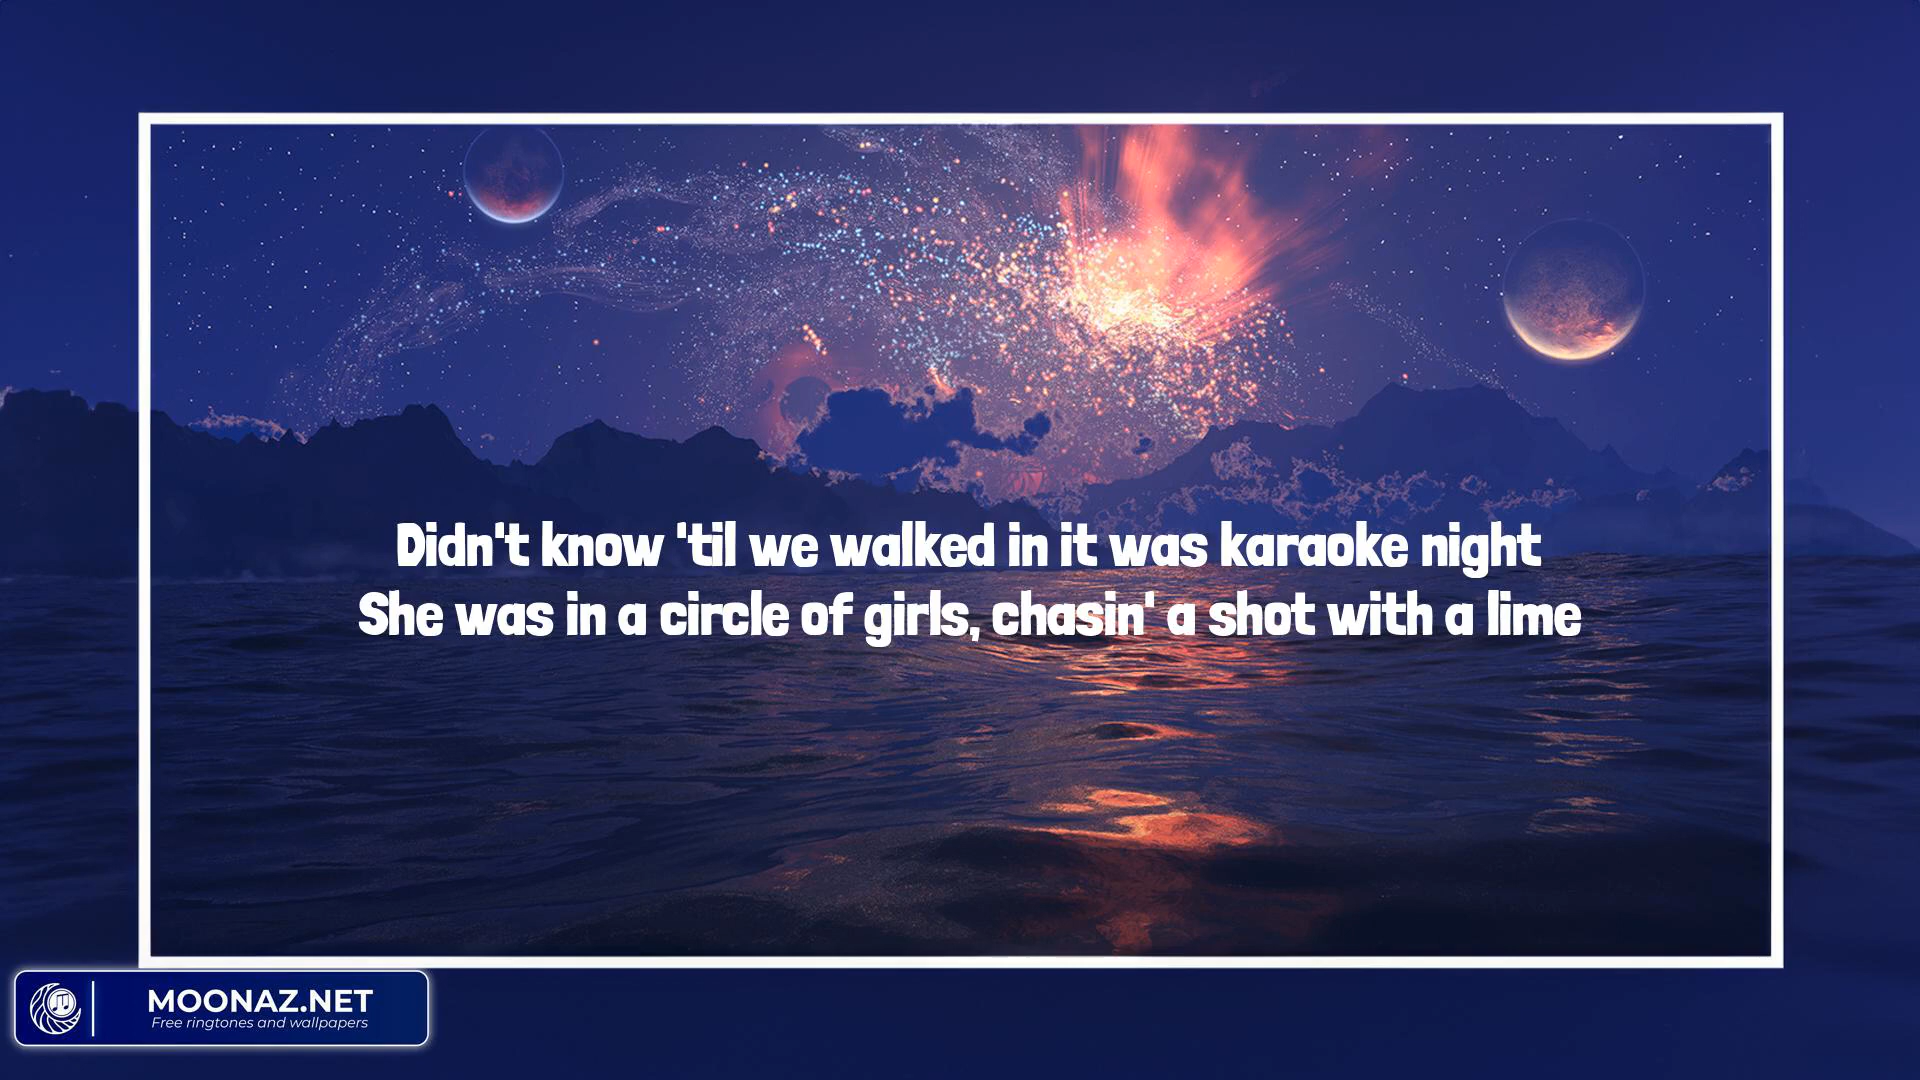 Didn't know 'til we walked in it was karaoke night
She was in a circle of girls, chasin' a shot with a lime
MOONAZ.NET
Free ringtones and wallpapers